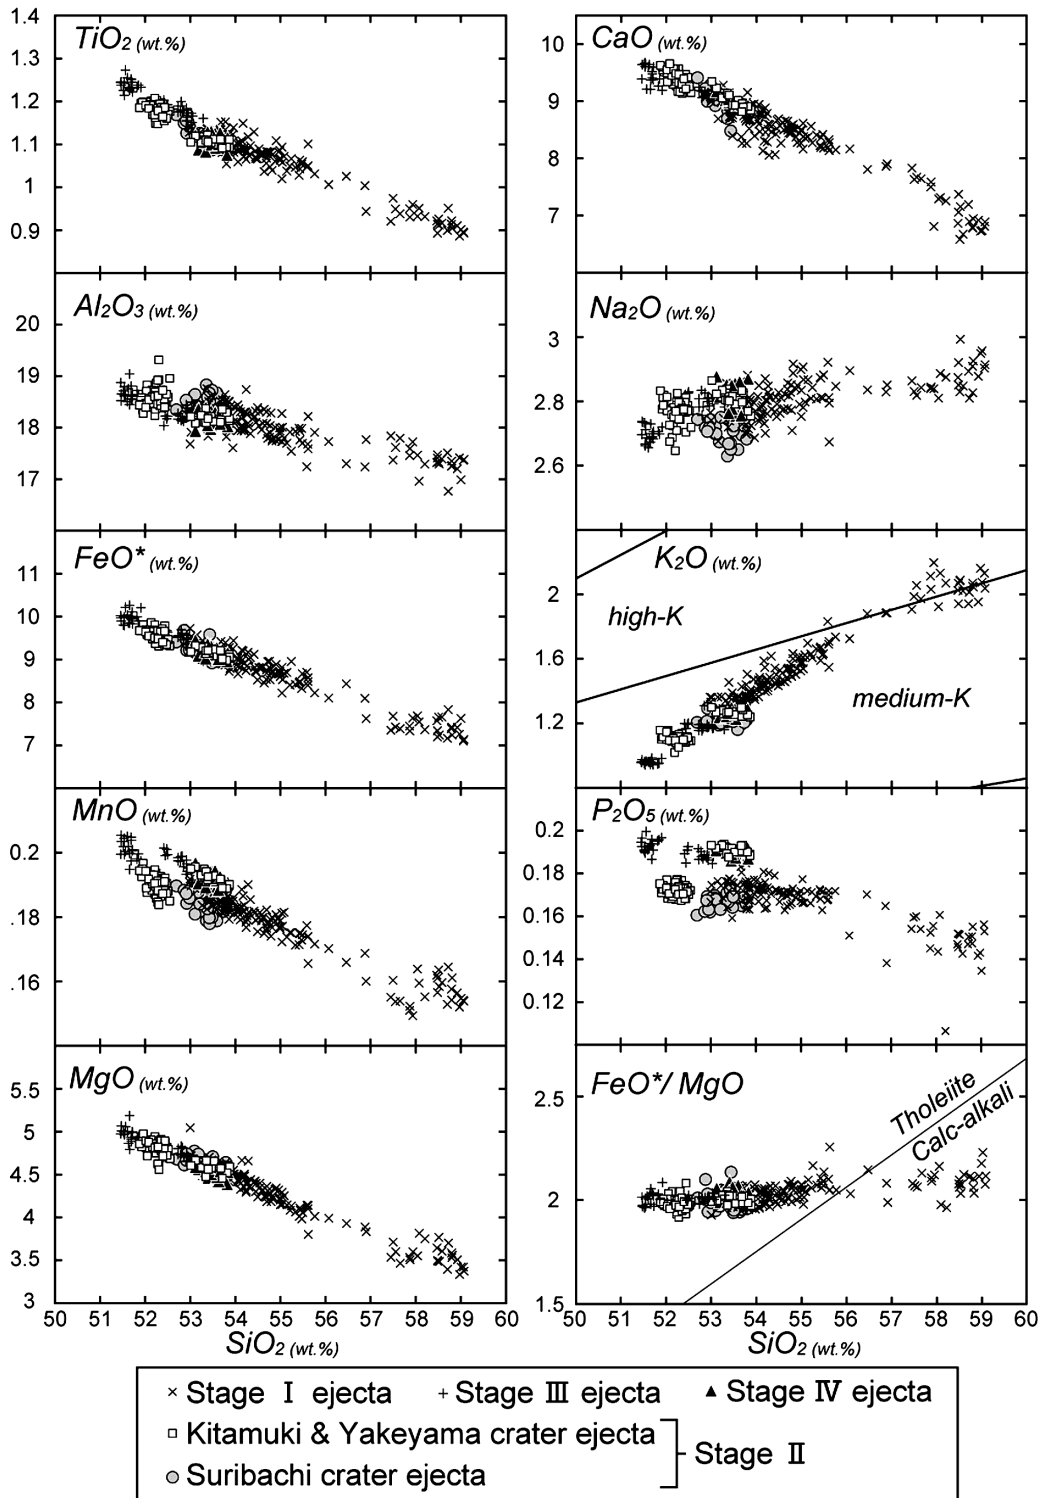 TiO2 (wt.%)
1.4
1.3
1.2
1.1
1
0.9
CaO (wt.%)
10
9
8
7
Al2O3 (wt.%)
20
19
18
17
Na2O (wt.%)
3
2.8
2.6
FeO* (wt.%)
11
10
9
8
7
K2O (wt.%)
high-K
medium-K
2
1.6
1.2
MnO (wt.%)
0.2
.18
.16
P2O5 (wt.%)
0.2
0.18
0.16
0.14
0.12
MgO (wt.%)
5.5
5
4.5
4
3.5
3
FeO*/ MgO
Tholeiite
Calc-alkali
2.5
2
1.5
50 51 52 53 54 55 56 57 58 59 60
SiO2 (wt.%)
50 51 52 53 54 55 56 57 58 59 60
SiO2 (wt.%)
× Stage Ⅰ ejecta + Stage Ⅲ ejecta ▲ Stage Ⅳ ejecta
Kitamuki & Yakeyama crater ejecta
Suribachi crater ejecta
Stage Ⅱ